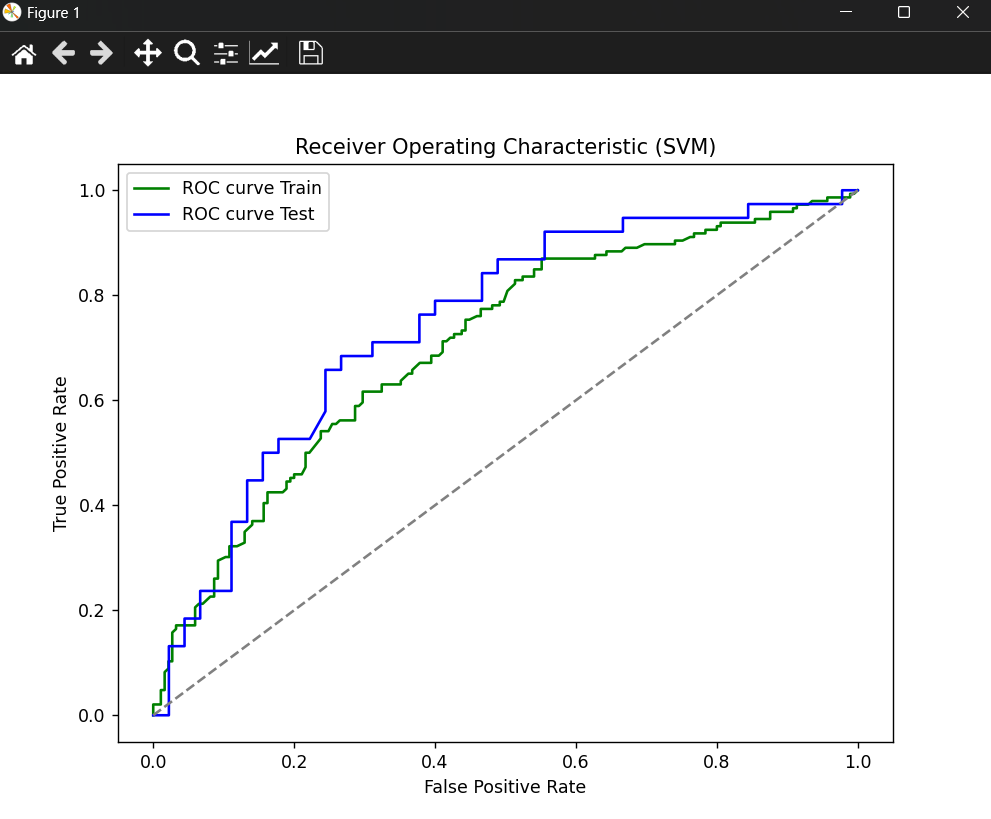 Figure 1
Receiver Operating Characteristic (SVM)
ROC curve Train
ROC curve Test
1.0
0.8
0.6
0.4
0.2
0.0
True Positive Rate
0.0 0.2 0.4 0.6 0.8 1.0
False Positive Rate